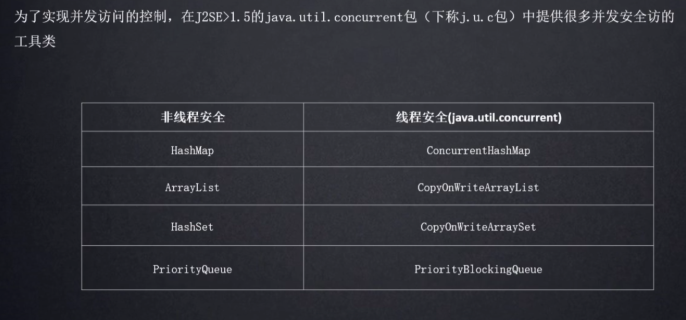 为了实现并发访问的控制，在J2SE>1.5的java.util.concurrent包（下称j.u.c包）中提供很多并发安全访的
工具类
非线程安全 线程安全(java.util.concurrent)
HashMap ConcurrentHashMap
ArrayList CopyOnWriteArrayList
HashSet CopyOnWriteArraySet
PriorityQueue PriorityBlockingQueue